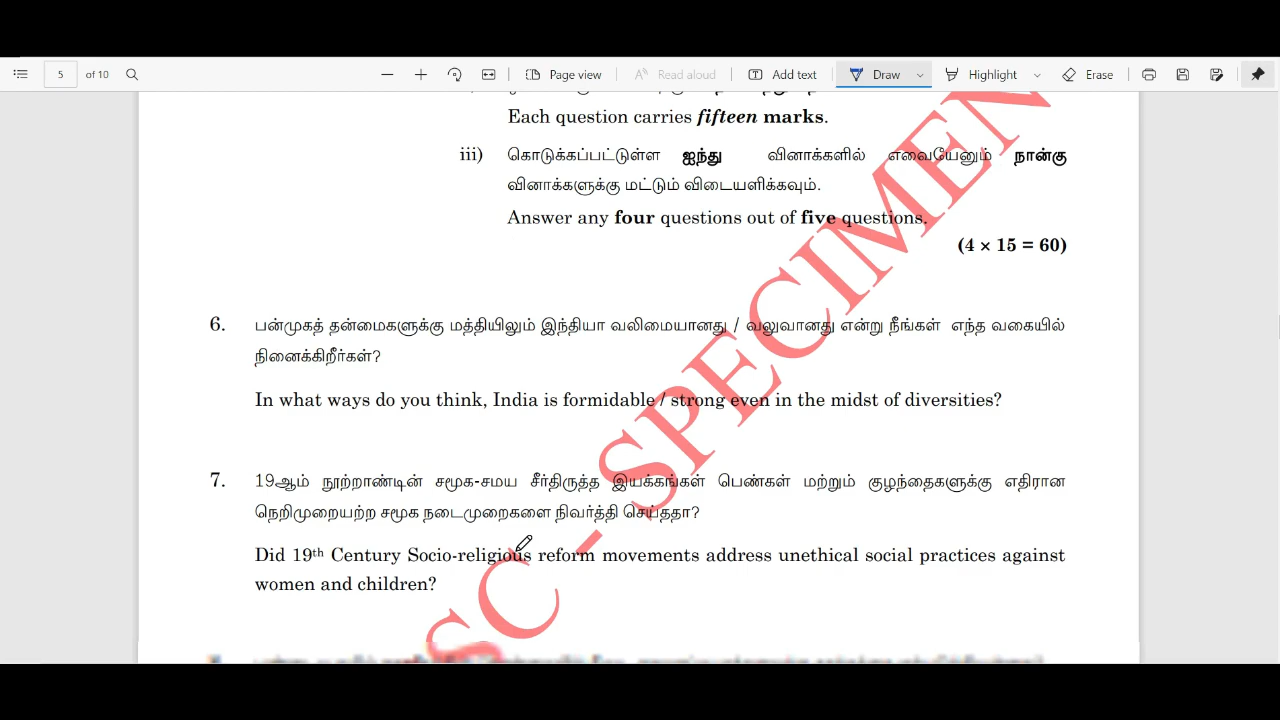 5 of 10 Page view Read aloud Add text Draw Highlight Erase
Each question carries fifteen marks.
iii) கொடுக்கப்பட்டுள்ள ஐந்து வினாக்களில் எவையேனும் நான்கு
வினாக்களுக்கு மட்டும் விடையளிக்கவும்.
Answer any four questions out of five questions.
(4 × 15 = 60)
6. பன்முகத் தன்மைகளுக்கு மத்தியிலும் இந்தியா வலிமையானது / வலுவானது என்று நீங்கள் எந்த வகையில்
நினைக்கிறீர்கள்?
In what ways do you think, India is formidable / strong even in the midst of diversities?
7. 19ஆம் நூற்றாண்டின் சமூக-சமய சீர்திருத்த இயக்கங்கள் பெண்கள் மற்றும் குழந்தைகளுக்கு எதிரான
நெறிமுறையற்ற சமூக நடைமுறைகளை நிவர்த்தி செய்ததா?
Did 19th Century Socio-religious reform movements address unethical social practices against
women and children?
SC - SPECIMEN